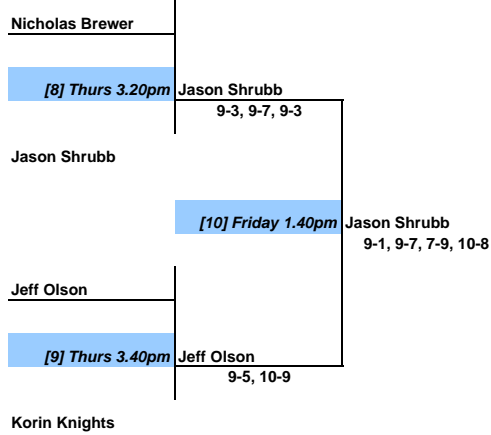 Nicholas Brewer
[8] Thurs 3.20pm Jason Shrubb
9-3, 9-7, 9-3
Jason Shrubb
[10] Friday 1.40pm Jason Shrubb
9-1, 9-7, 7-9, 10-8
Jeff Olson
[9] Thurs 3.40pm Jeff Olson
9-5, 10-9
Korin Knights